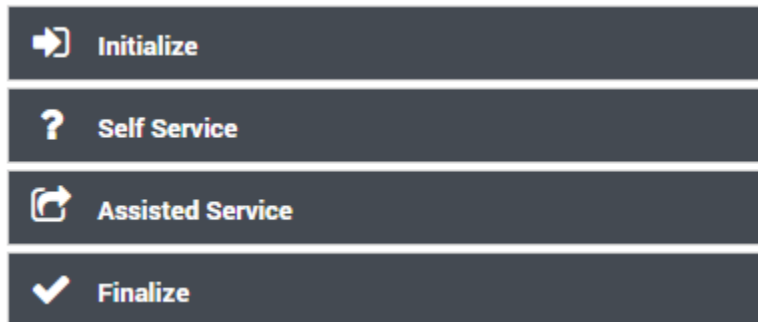 Initialize
Self Service
Assisted Service
Finalize